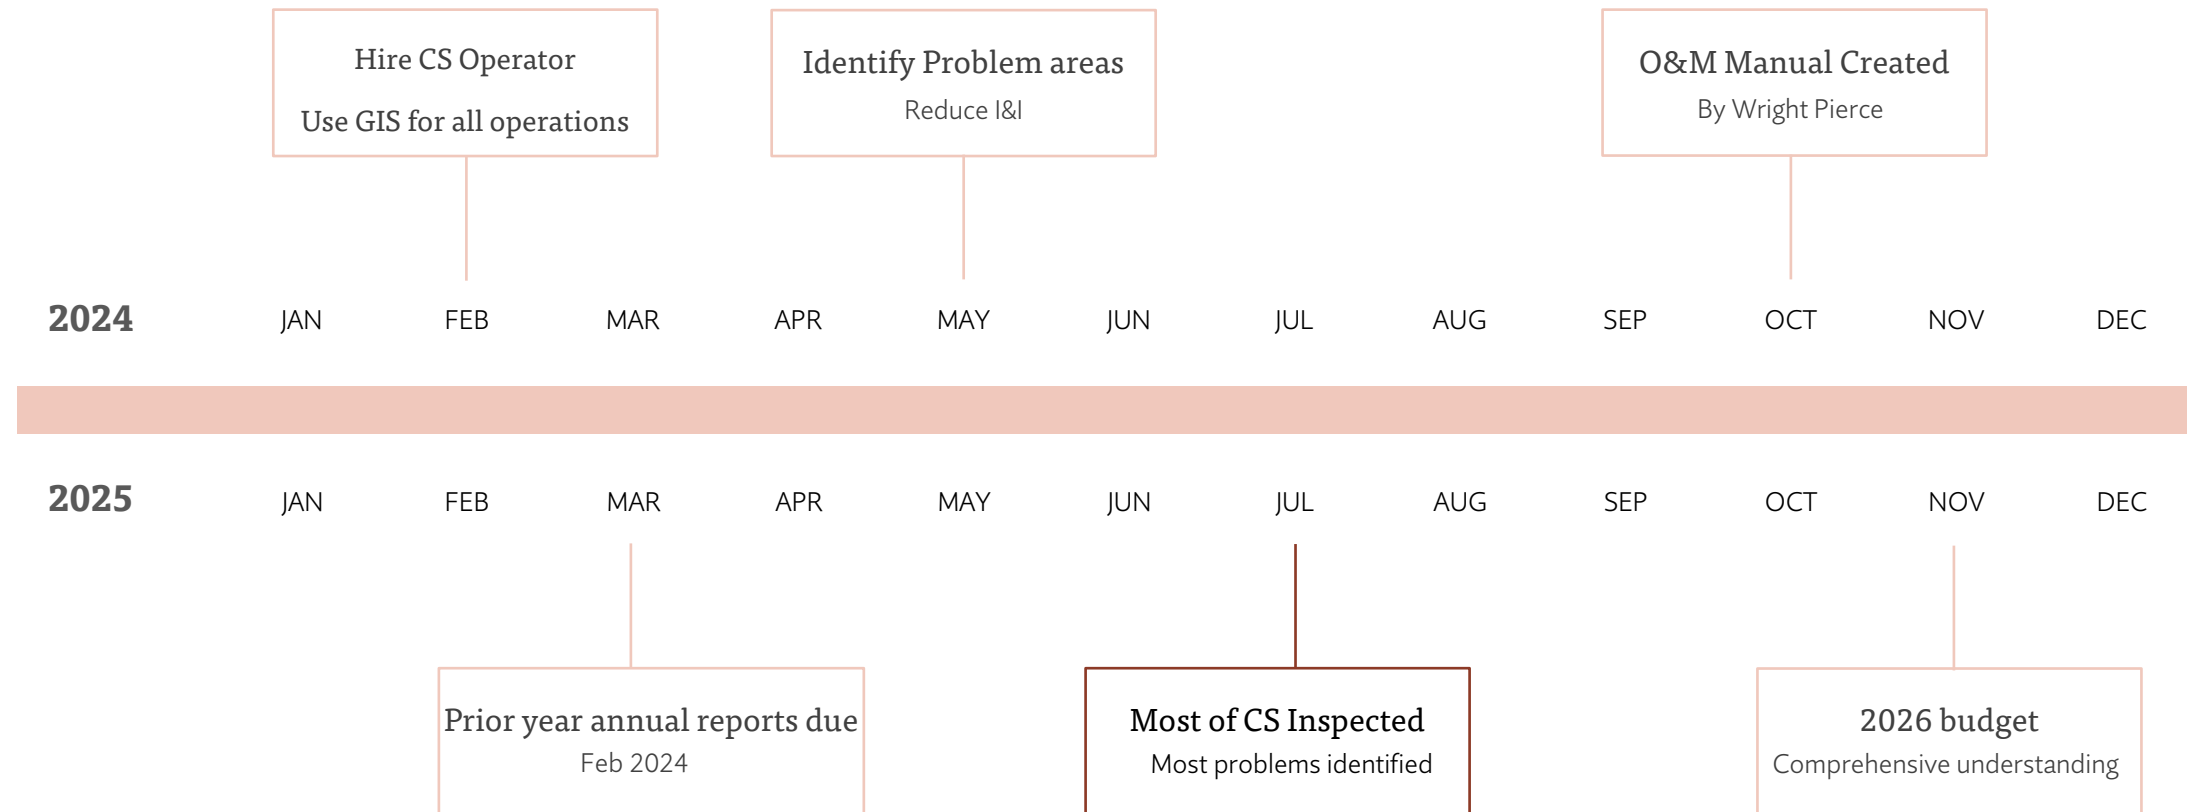 Hire CS Operator
Use GIS for all operations
Identify Problem areas
Reduce I&I
O&M Manual Created
By Wright Pierce
2024 JAN FEB MAR APR MAY JUN JUL AUG SEP OCT NOV DEC
2025 JAN FEB MAR APR MAY JUN JUL AUG SEP OCT NOV DEC
Prior year annual reports due
Feb 2024
Most of CS Inspected
Most problems identified
2026 budget
Comprehensive understanding